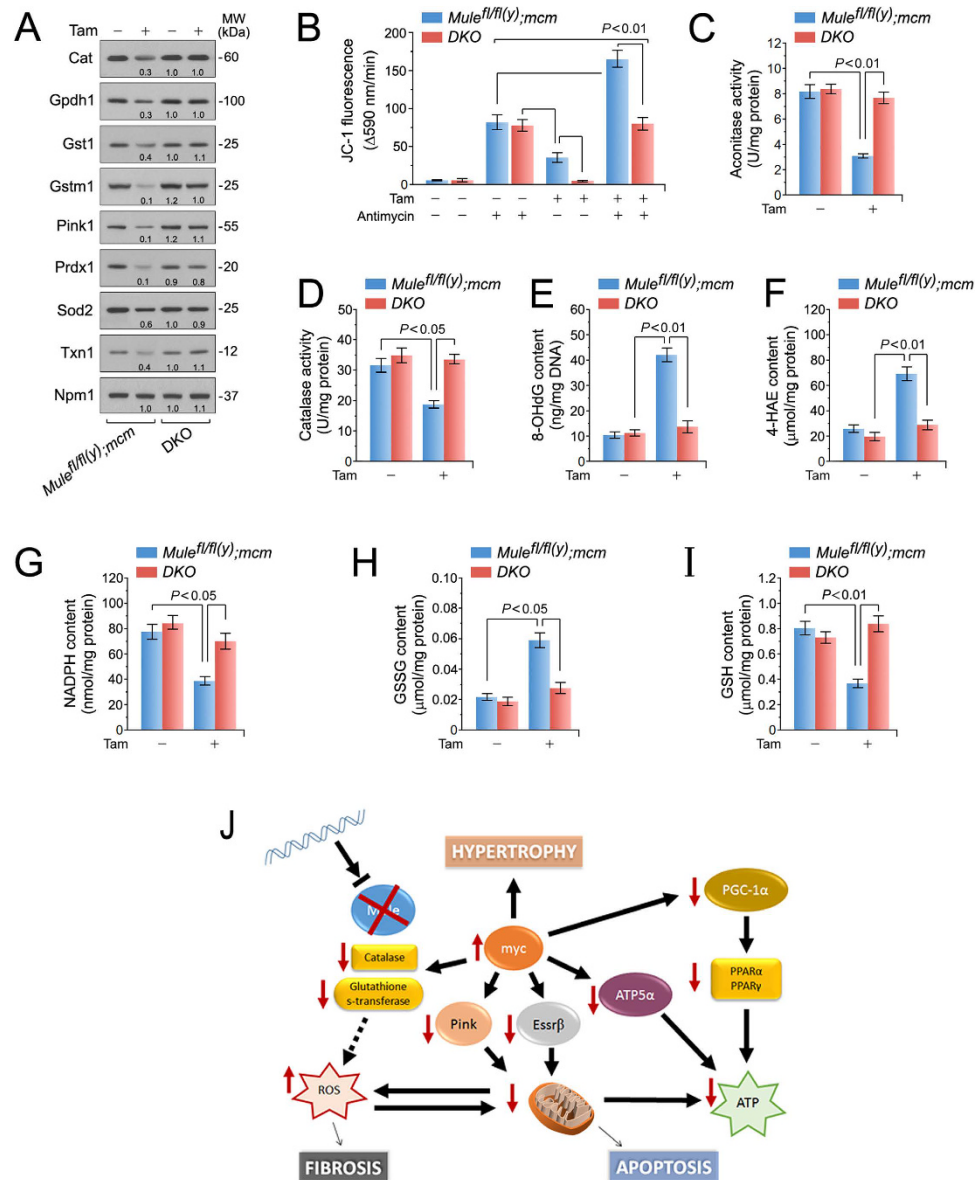 A
Tam – + – + MW (kDa)
Cat -60
0.3 1.0 1.0
Gpdh1 -100
0.3 1.0 1.0
Gst1 -25
0.4 1.0 1.1
Gstm1 -25
0.1 1.2 1.0
Pink1 -55
0.1 1.2 1.1
Prdx1 -20
0.1 0.9 0.8
Sod2 -25
0.6 1.0 0.9
Txn1 -12
0.4 1.0 1.1
Npm1 -37
1.0 1.0 1.1
Mulefl/fl(y);mcm DKO
B
Mulefl/fl(y);mcm
DKO
P<0.01
JC-1 fluorescence
(Δ590 nm/min)
200
175
150
125
100
75
50
25
0
Tam – – – – + + + +
Antimycin – – + + – – + +
C
Mulefl/fl(y);mcm
DKO
P<0.01
Aconitase activity
(U/mg protein)
12
10
8
6
4
2
0
Tam – +
D
Mulefl/fl(y);mcm
DKO
P<0.05
Catalase activity
(U/mg protein)
50
40
30
20
10
0
Tam – +
E
Mulefl/fl(y);mcm
DKO
P<0.01
8-OHdG content
(ng/mg DNA)
60
50
40
30
20
10
0
Tam – +
F
Mulefl/fl(y);mcm
DKO
P<0.01
4-HAE content
(μmol/mg protein)
100
80
60
40
20
0
Tam – +
G
Mulefl/fl(y);mcm
DKO
P<0.05
NADPH content
(nmol/mg protein)
120
100
80
60
40
20
0
Tam – +
H
Mulefl/fl(y);mcm
DKO
P<0.05
GSSG content
(μmol/mg protein)
0.10
0.08
0.06
0.04
0.02
0
Tam – +
I
Mulefl/fl(y);mcm
DKO
P<0.01
GSH content
(μmol/mg protein)
1.2
1.0
0.8
0.6
0.4
0.2
0
Tam – +
J
HYPERTROPHY
Mule
PGC-1α
myc
Catalase
Glutathione
s-transferase
PPARα
PPARγ
Pink
Essrβ
ATP5α
ROS
ATP
FIBROSIS
APOPTOSIS